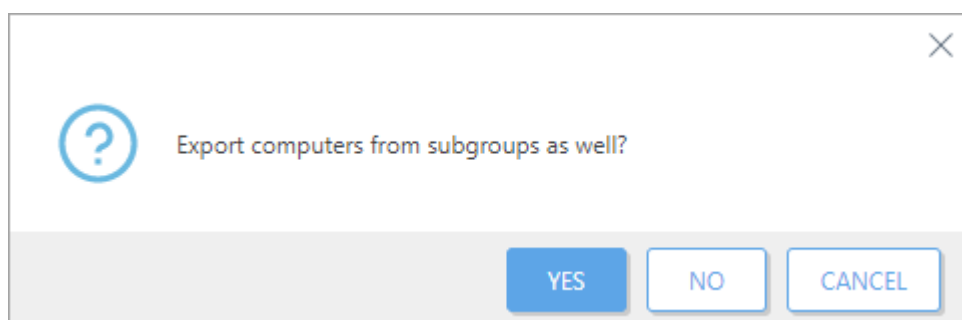 Export computers from subgroups as well?
YES NO CANCEL